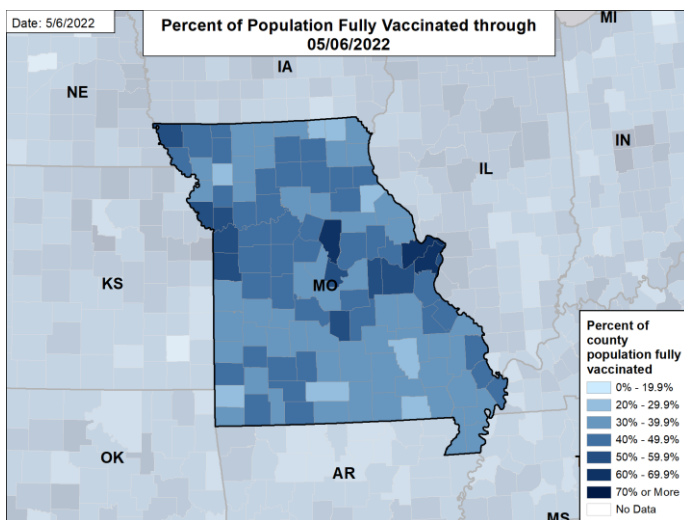 Date: 5/6/2022
Percent of Population Fully Vaccinated through
05/06/2022
MI
IA
NE
IN
IL
KS
MO
Percent of
county
population fully
vaccinated
0% - 19.9%
20% - 29.9%
30% - 39.9%
40% - 49.9%
50% - 59.9%
60% - 69.9%
70% or More
No Data
OK
AR
MS